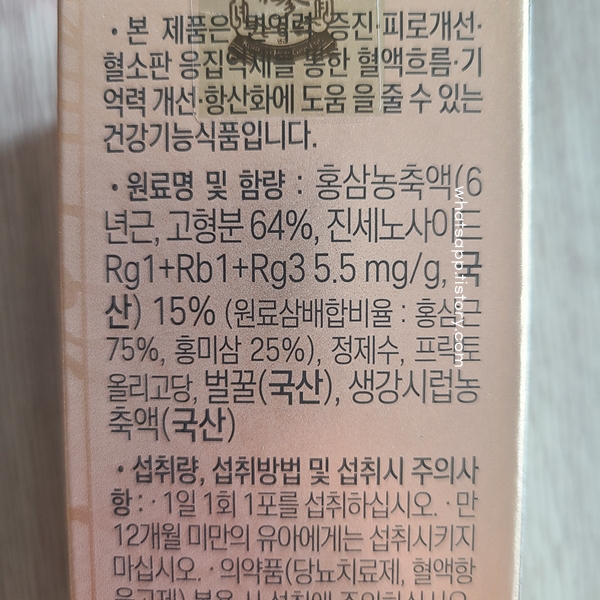 • 본 제품은 면역력 증진·피로개선·
혈소판 응집억제를 통한 혈액흐름·기
억력 개선·항산화에 도움 을 줄 수 있는
건강기능식품입니다.
• 원료명 및 함량 : 홍삼농축액(6
년근, 고형분 64%, 진세노사이드
Rg1+Rb1+Rg3 5.5 mg/g, 국
산) 15% (원료삼배합비율 : 홍삼근
75%, 홍미삼 25%), 정제수, 프락토
올리고당, 벌꿀(국산), 생강시럽농
축액(국산)
• 섭취량, 섭취방법 및 섭취시 주의사
항 : · 1일 1회 1포를 섭취하십시오. · 만
12개월 미만의 유아에게는 섭취시키지
마십시오. · 의약품(당뇨치료제, 혈액항
whatsapp.tistory.com